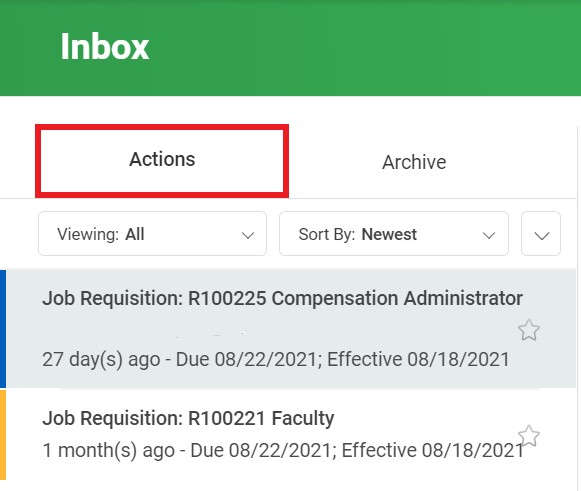 Inbox
Actions
Archive
Viewing: All
Sort By: Newest
Job Requisition: R100225 Compensation Administrator
27 day(s) ago - Due 08/22/2021; Effective 08/18/2021
Job Requisition: R100221 Faculty
1 month(s) ago - Due 08/22/2021; Effective 08/18/2021